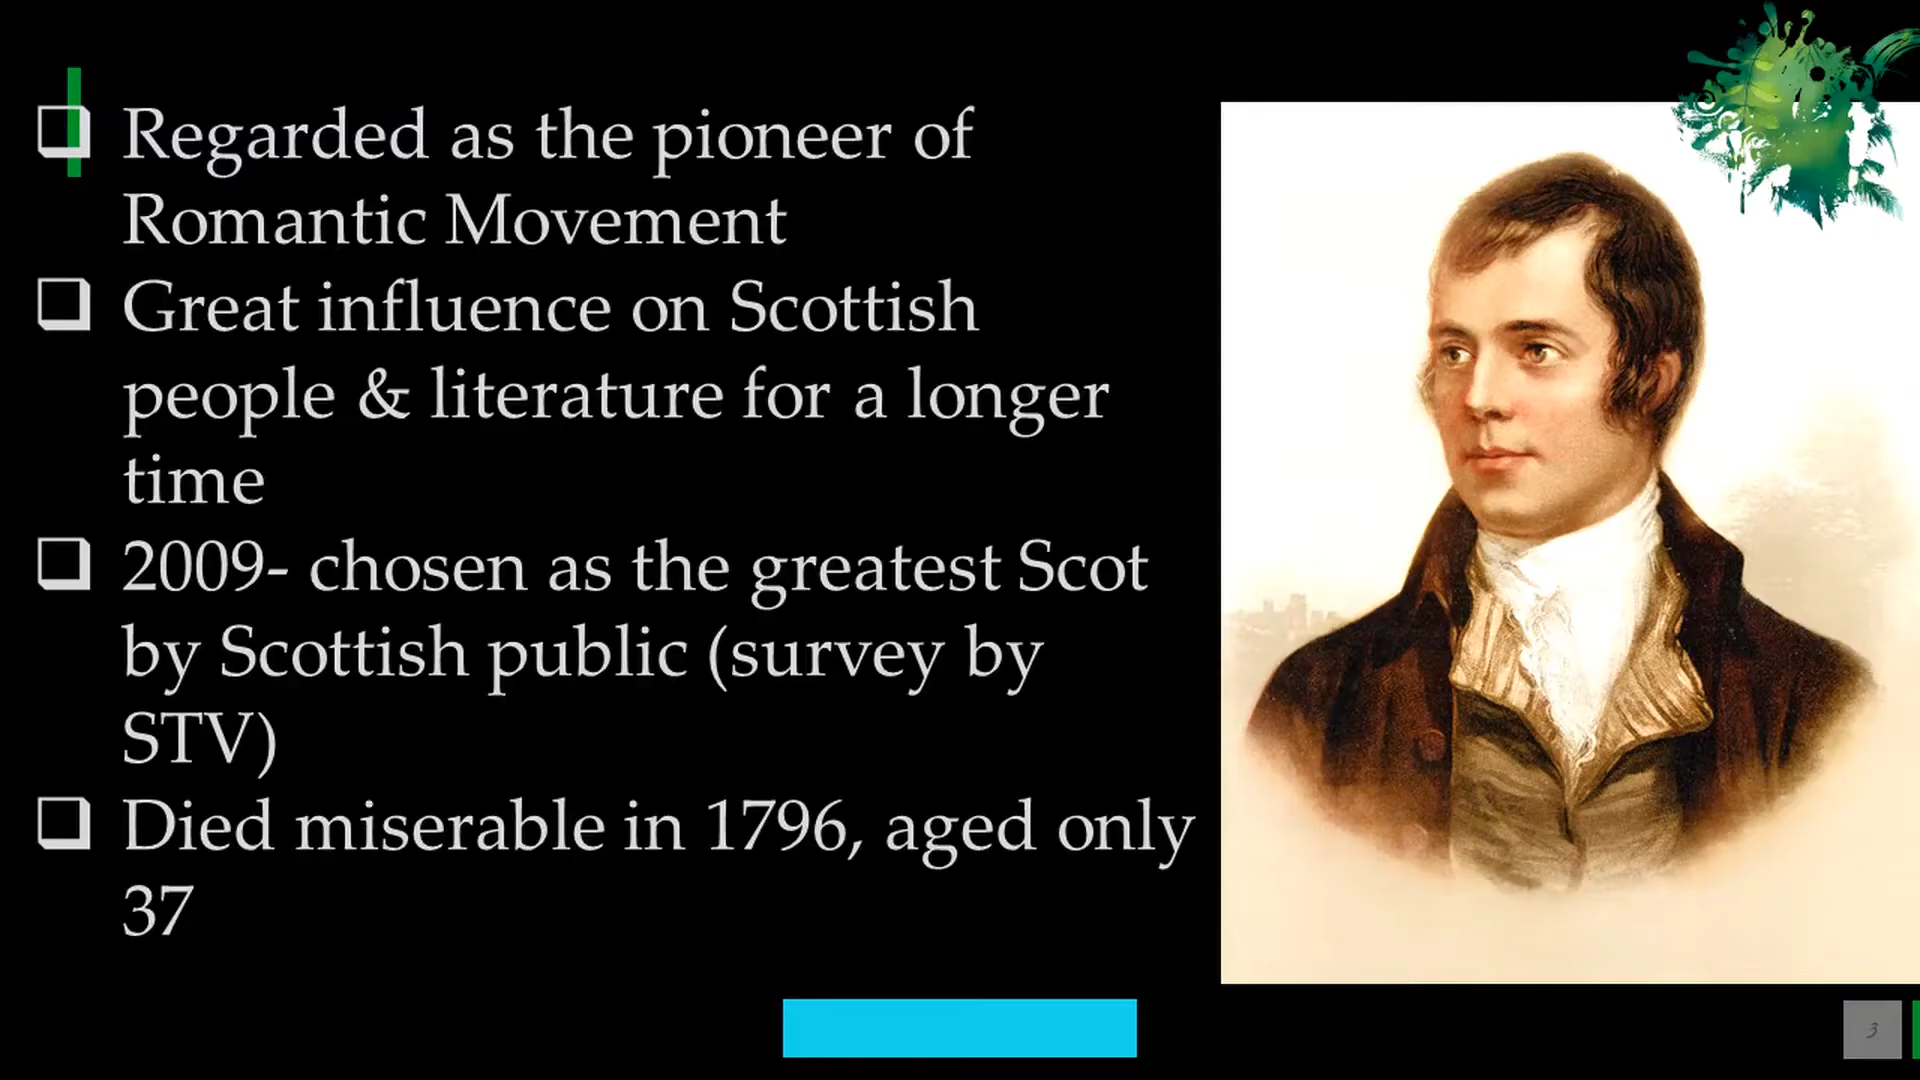 Regarded as the pioneer of
Romantic Movement
Great influence on Scottish
people & literature for a longer
time
2009- chosen as the greatest Scot
by Scottish public (survey by
STV)
Died miserable in 1796, aged only
37
3